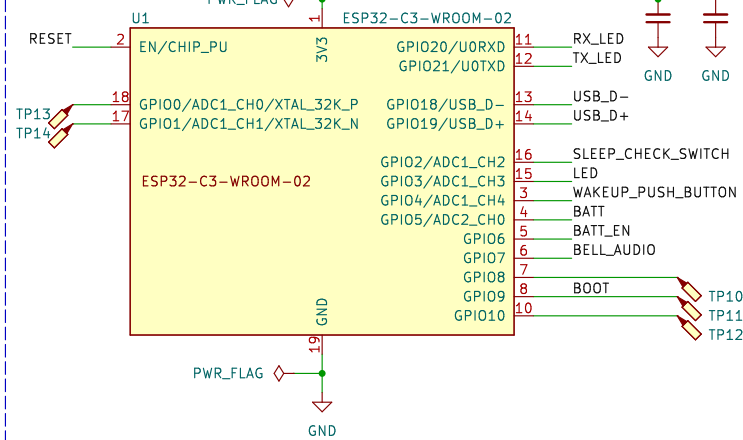 PWR_FLAG
U1
1
ESP32-C3-WROOM-02
RESET
2
EN/CHIP_PU
3V3
GPIO20/U0RXD
11
RX_LED
GPIO21/U0TXD
12
TX_LED
GND
GND
TP13
18
GPIO0/ADC1_CH0/XTAL_32K_P
GPIO18/USB_D-
13
USB_D-
TP14
17
GPIO1/ADC1_CH1/XTAL_32K_N
GPIO19/USB_D+
14
USB_D+
GPIO2/ADC1_CH2
16
SLEEP_CHECK_SWITCH
ESP32-C3-WROOM-02
GPIO3/ADC1_CH3
15
LED
GPIO4/ADC1_CH4
3
WAKEUP_PUSH_BUTTON
GPIO5/ADC2_CH0
4
BATT
GPIO6
5
BATT_EN
GPIO7
6
BELL_AUDIO
GPIO8
7
TP10
GPIO9
8
BOOT
TP11
GPIO10
10
TP12
GND
19
PWR_FLAG
GND